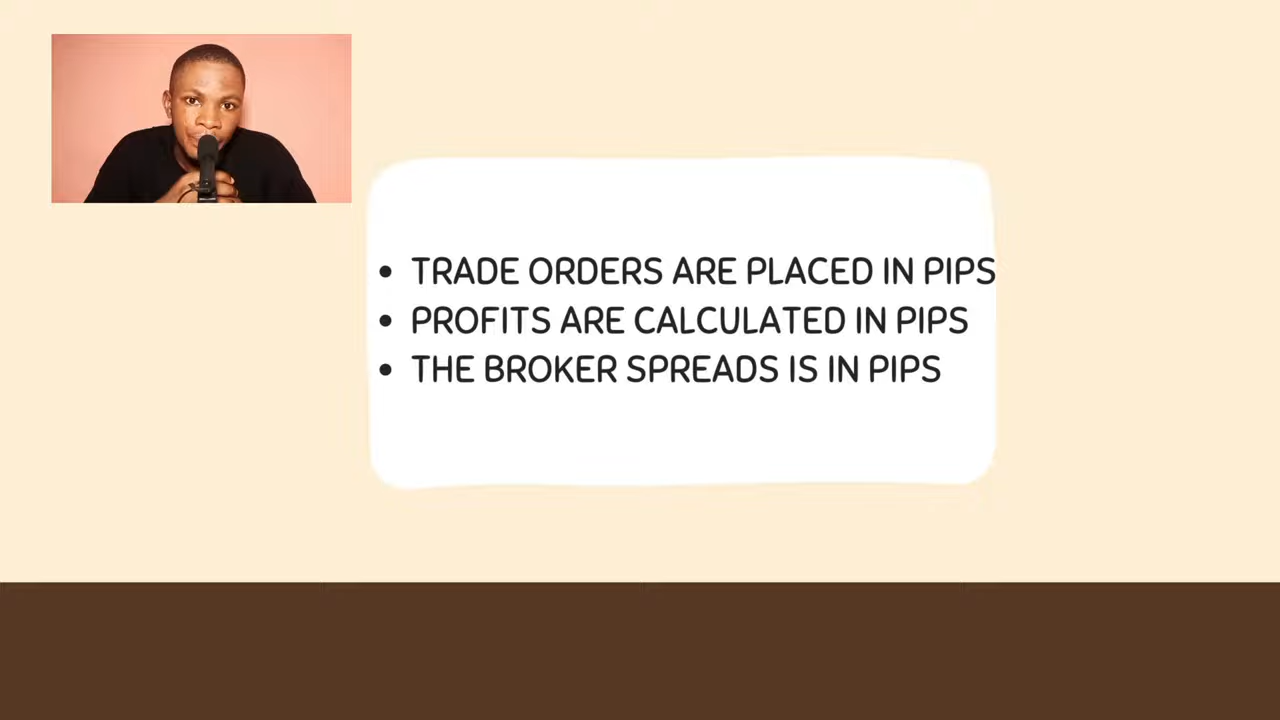 • TRADE ORDERS ARE PLACED IN PIPS
• PROFITS ARE CALCULATED IN PIPS
• THE BROKER SPREADS IS IN PIPS